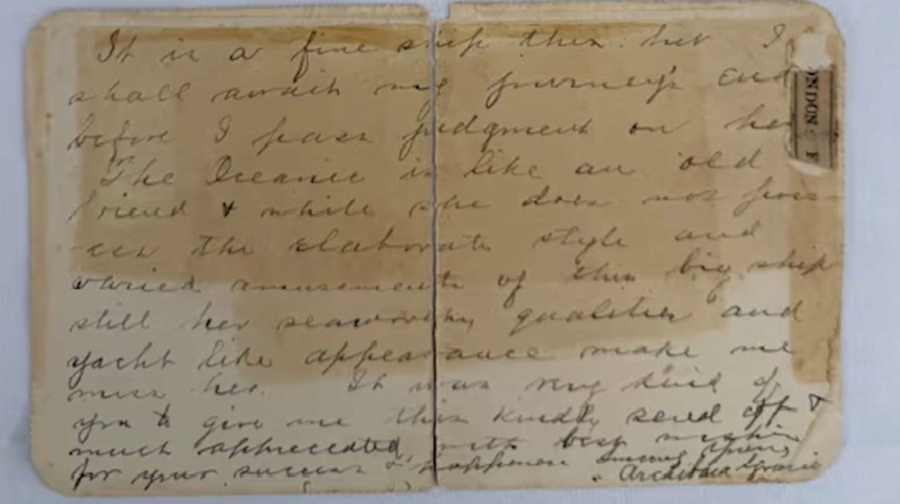 It is a fine ship this but I
shall await my journey's end
before I pass judgment on her
The Oceanic is like an old
friend & while she does not poss-
-ess the elaborate style and
varied amusements of this big ship
still her seaworthy qualities and
yacht like appearance make me
miss her. It was very kind of
you to give me this kindly send off &
much appreciated, with best wishes
for your success & happiness Sincerely yours
Archibald Gracie
ONDON : F